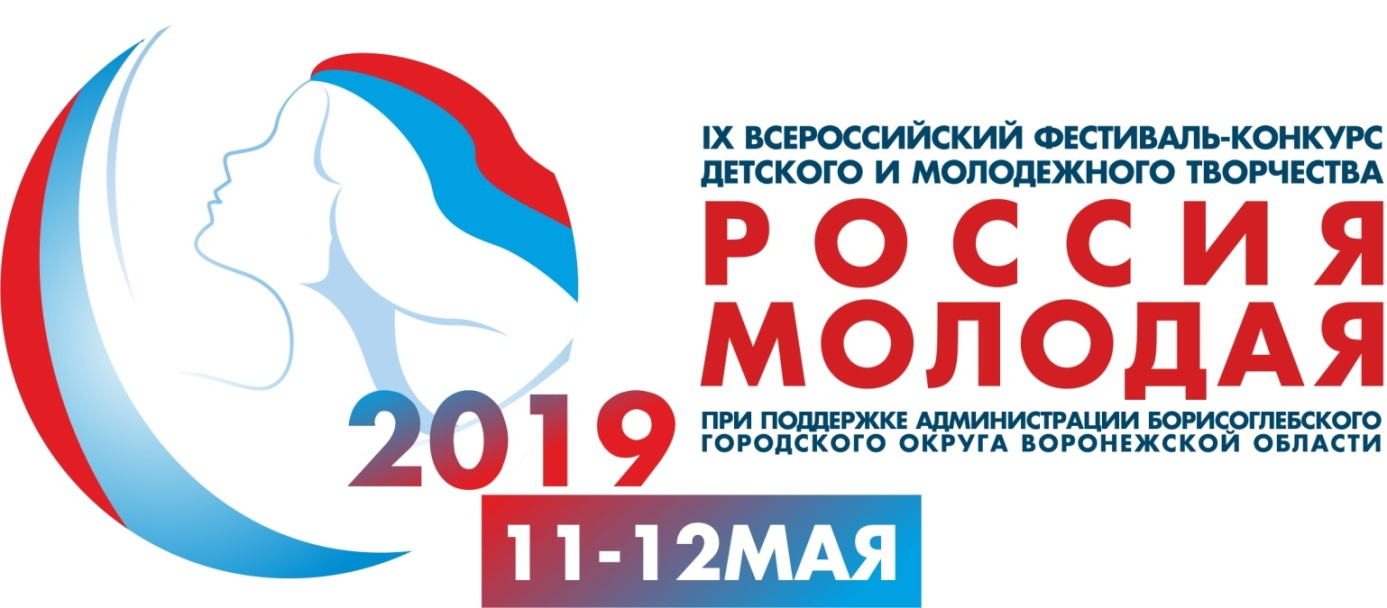 IX ВСЕРОССИЙСКИЙ ФЕСТИВАЛЬ-КОНКУРС
ДЕТСКОГО И МОЛОДЕЖНОГО ТВОРЧЕСТВА
РОССИЯ
МОЛОДАЯ
ПРИ ПОДДЕРЖКЕ АДМИНИСТРАЦИИ БОРИСОГЛЕБСКОГО
ГОРОДСКОГО ОКРУГА ВОРОНЕЖСКОЙ ОБЛАСТИ
2019
11-12МАЯ